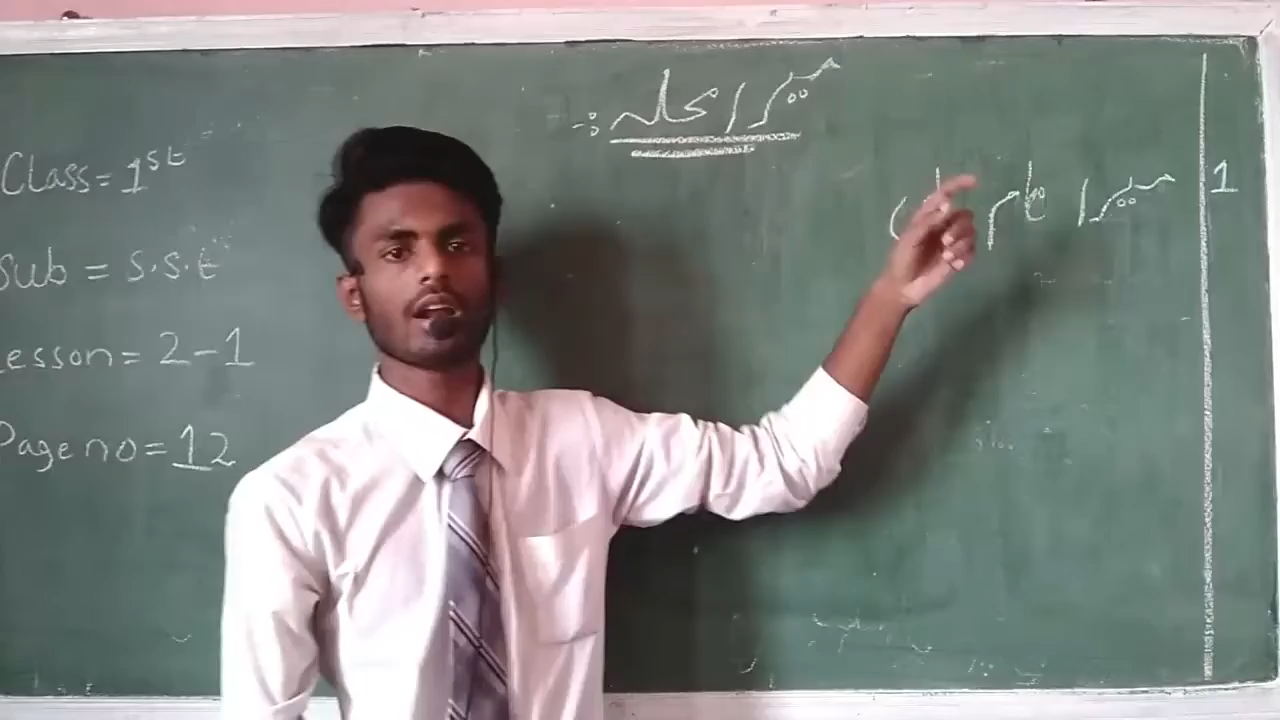 میرا محلہ :-
Class = 1st
Sub = S.S.t
Lesson = 2-1
Page no = 12
1 میرا نام